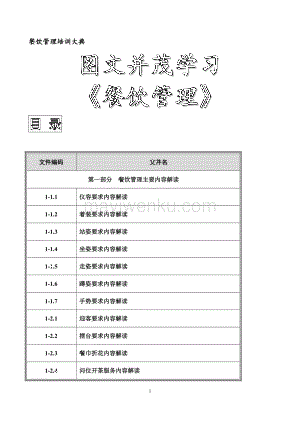 餐饮管理培训大典
图文并茂学习
《餐饮管理》
目 录
文件编码 文件名
第一部分 餐饮管理主要内容解读
1-1.1 仪容要求内容解读
1-1.2 着装要求内容解读
1-1.3 站姿要求内容解读
1-1.4 坐姿要求内容解读
1-1.5 走姿要求内容解读
1-1.6 蹲姿要求内容解读
1-1.7 手势要求内容解读
1-2.1 迎客要求内容解读
1-2.2 摆台要求内容解读
1-2.3 餐巾折花内容解读
1-2.4 问位开茶服务内容解读
1